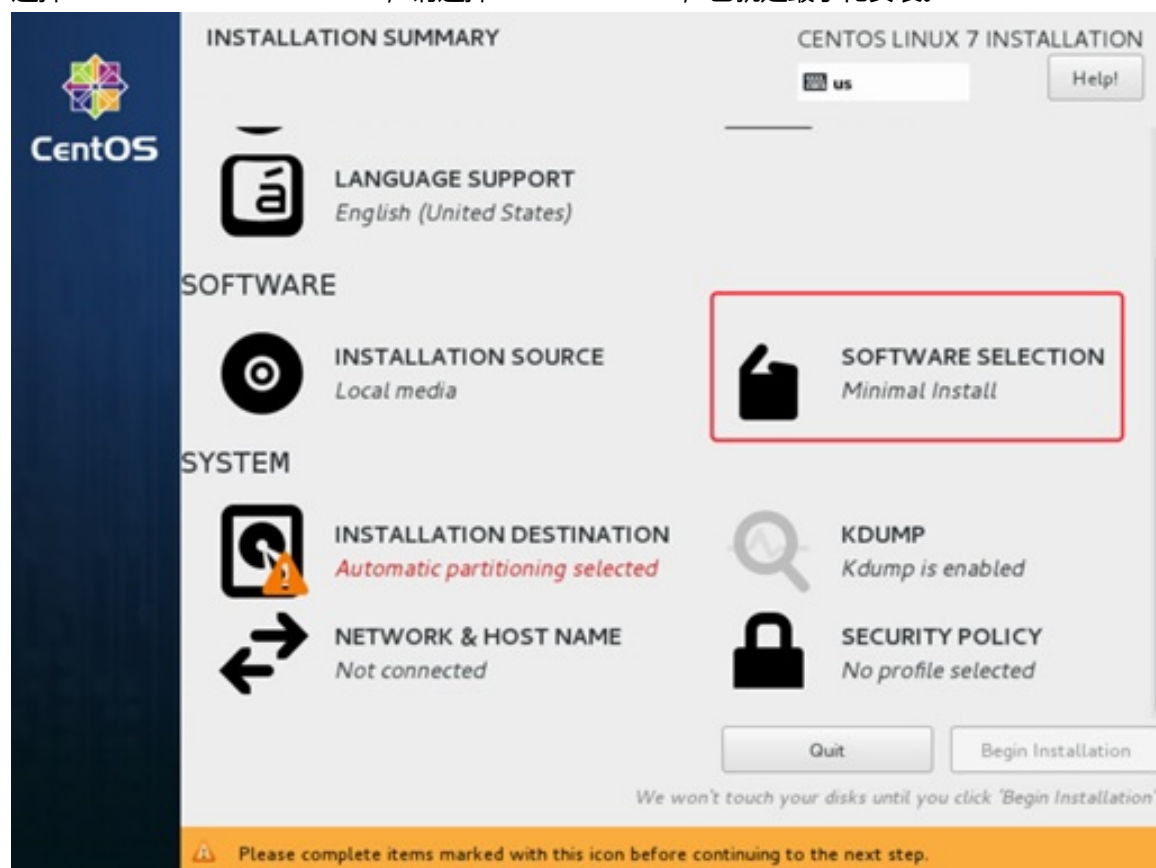 INSTALLATION SUMMARY
CENTOS LINUX 7 INSTALLATION
us
Help!
CentOS
LANGUAGE SUPPORT
English (United States)
SOFTWARE
INSTALLATION SOURCE
Local media
SOFTWARE SELECTION
Minimal Install
SYSTEM
INSTALLATION DESTINATION
Automatic partitioning selected
KDUMP
Kdump is enabled
NETWORK & HOST NAME
Not connected
SECURITY POLICY
No profile selected
Quit
Begin Installation
We won't touch your disks until you click 'Begin Installation'
Please complete items marked with this icon before continuing to the next step.